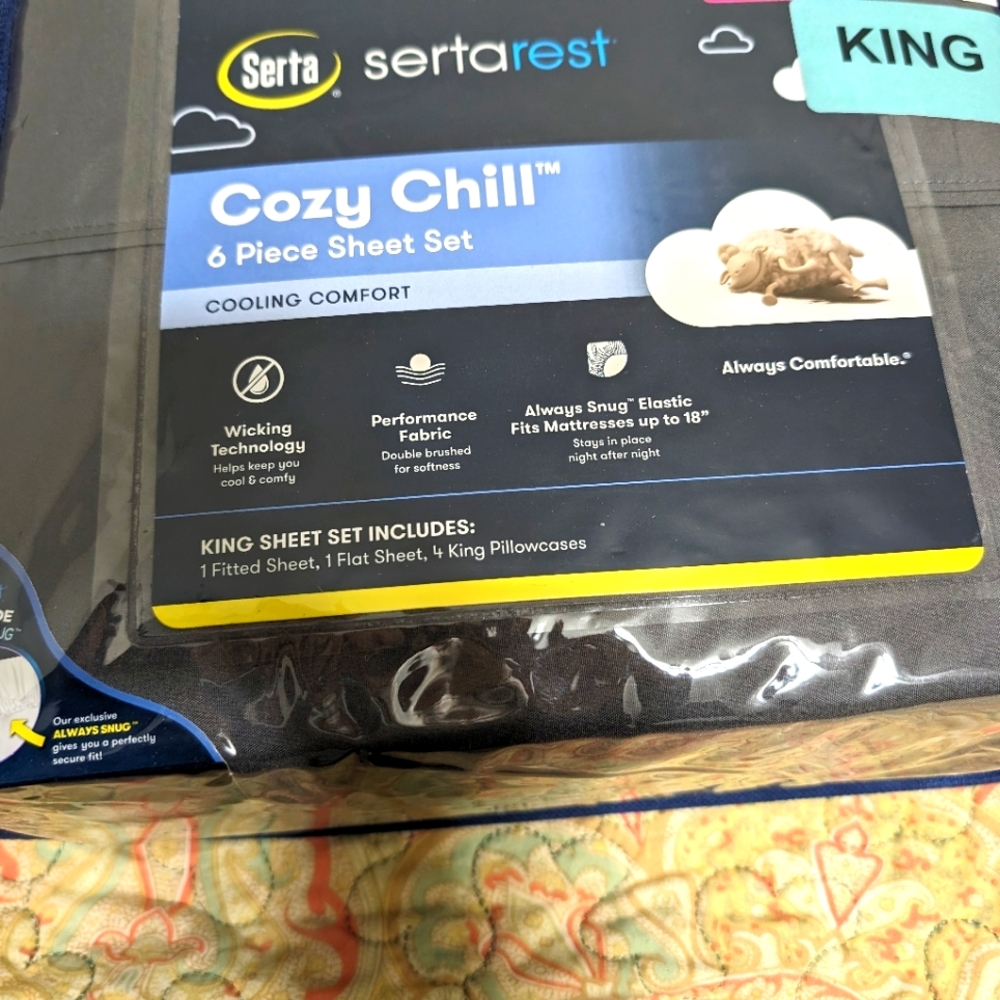 Serta®
sertarest
KING
Cozy Chill™
6 Piece Sheet Set
COOLING COMFORT
Always Comfortable.®
Wicking
Technology
Helps keep you
cool & comfy
Performance
Fabric
Double brushed
for softness
Always Snug™ Elastic
Fits Mattresses up to 18”
Stays in place
night after night
KING SHEET SET INCLUDES:
1 Fitted Sheet, 1 Flat Sheet, 4 King Pillowcases
Our exclusive
ALWAYS SNUG™
gives you a perfectly
secure fit!